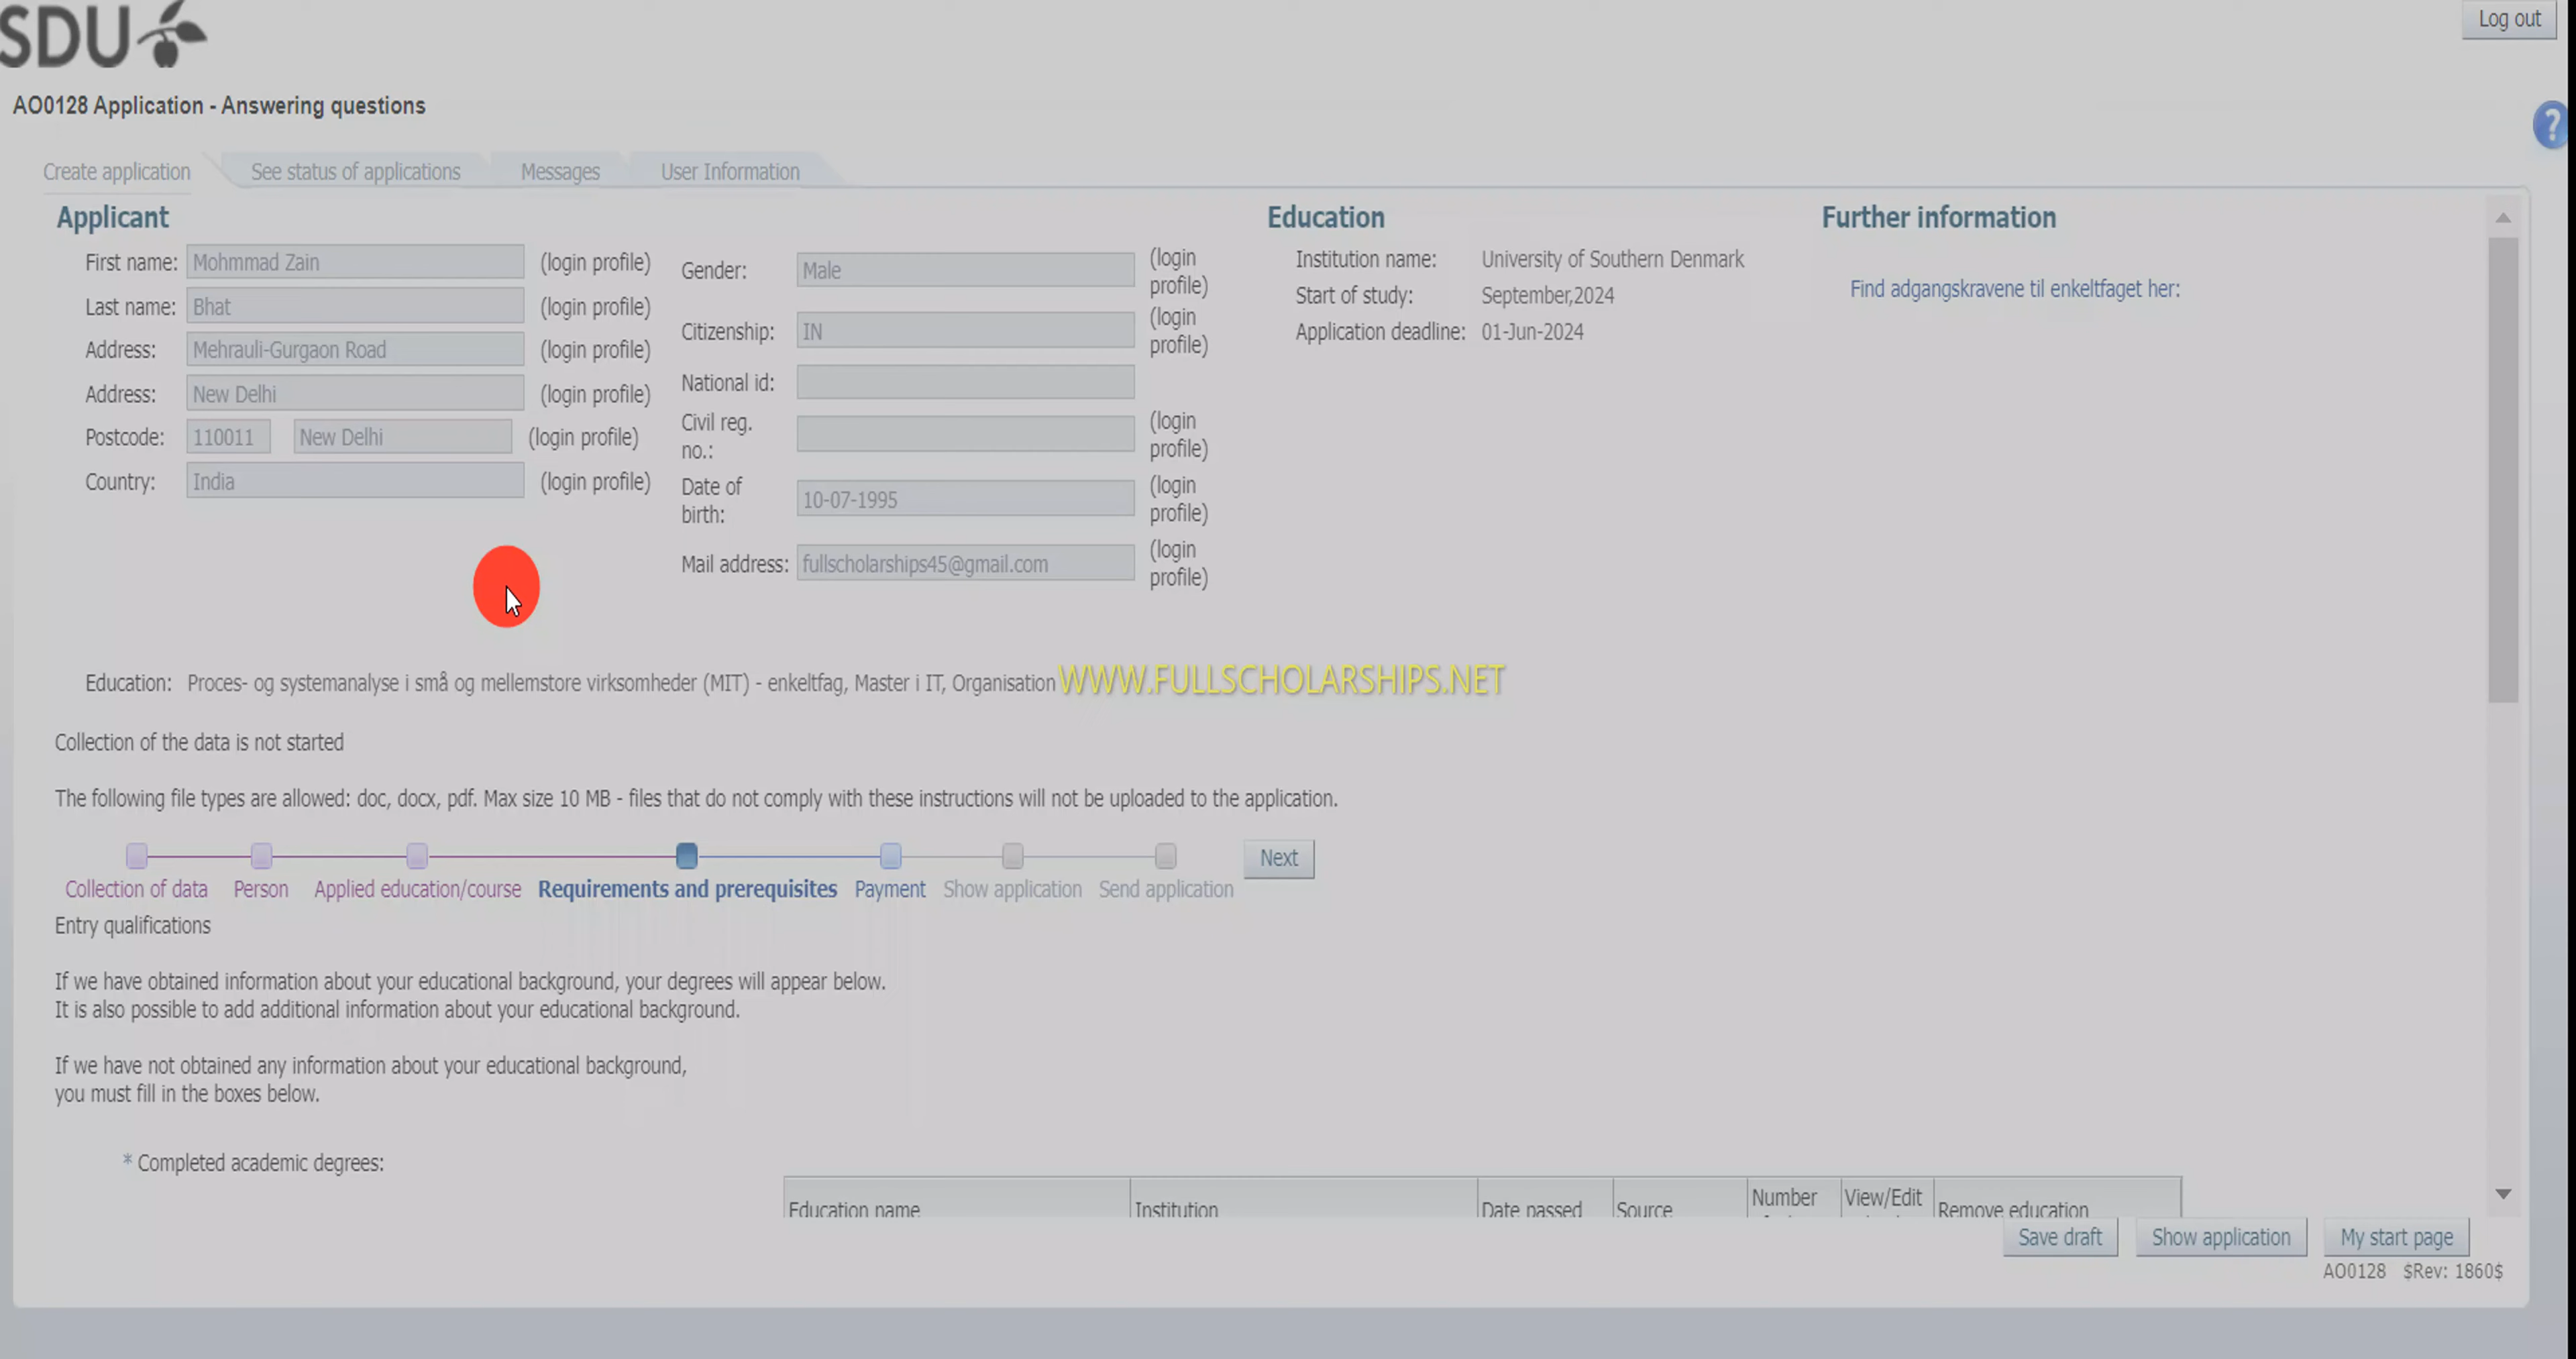 SDU
Log out
AO0128 Application - Answering questions
?
Create application See status of applications Messages User Information
Applicant
First name: Mohmmad Zain (login profile)
Last name: Bhat (login profile)
Address: Mehrauli-Gurgaon Road (login profile)
Address: New Delhi (login profile)
Postcode: 110011 New Delhi (login profile)
Country: India (login profile)
Gender: Male (login profile)
Citizenship: IN (login profile)
National id:
Civil reg. no.: (login profile)
Date of birth: 10-07-1995 (login profile)
Mail address: fullscholarships45@gmail.com (login profile)
Education
Institution name: University of Southern Denmark
Start of study: September,2024
Application deadline: 01-Jun-2024
Further information
Find adgangskravene til enkeltfaget her:
Education: Proces- og systemanalyse i små og mellemstore virksomheder (MIT) - enkeltfag, Master i IT, Organisation
WWW.FULLSCHOLARSHIPS.NET
Collection of the data is not started
The following file types are allowed: doc, docx, pdf. Max size 10 MB - files that do not comply with these instructions will not be uploaded to the application.
Collection of data Person Applied education/course Requirements and prerequisites Payment Show application Send application Next
Entry qualifications
If we have obtained information about your educational background, your degrees will appear below.
It is also possible to add additional information about your educational background.
If we have not obtained any information about your educational background,
you must fill in the boxes below.
* Completed academic degrees:
Education name Institution Date passed Source Number View/Edit Remove education
Save draft Show application My start page
AO0128 $Rev: 1860$